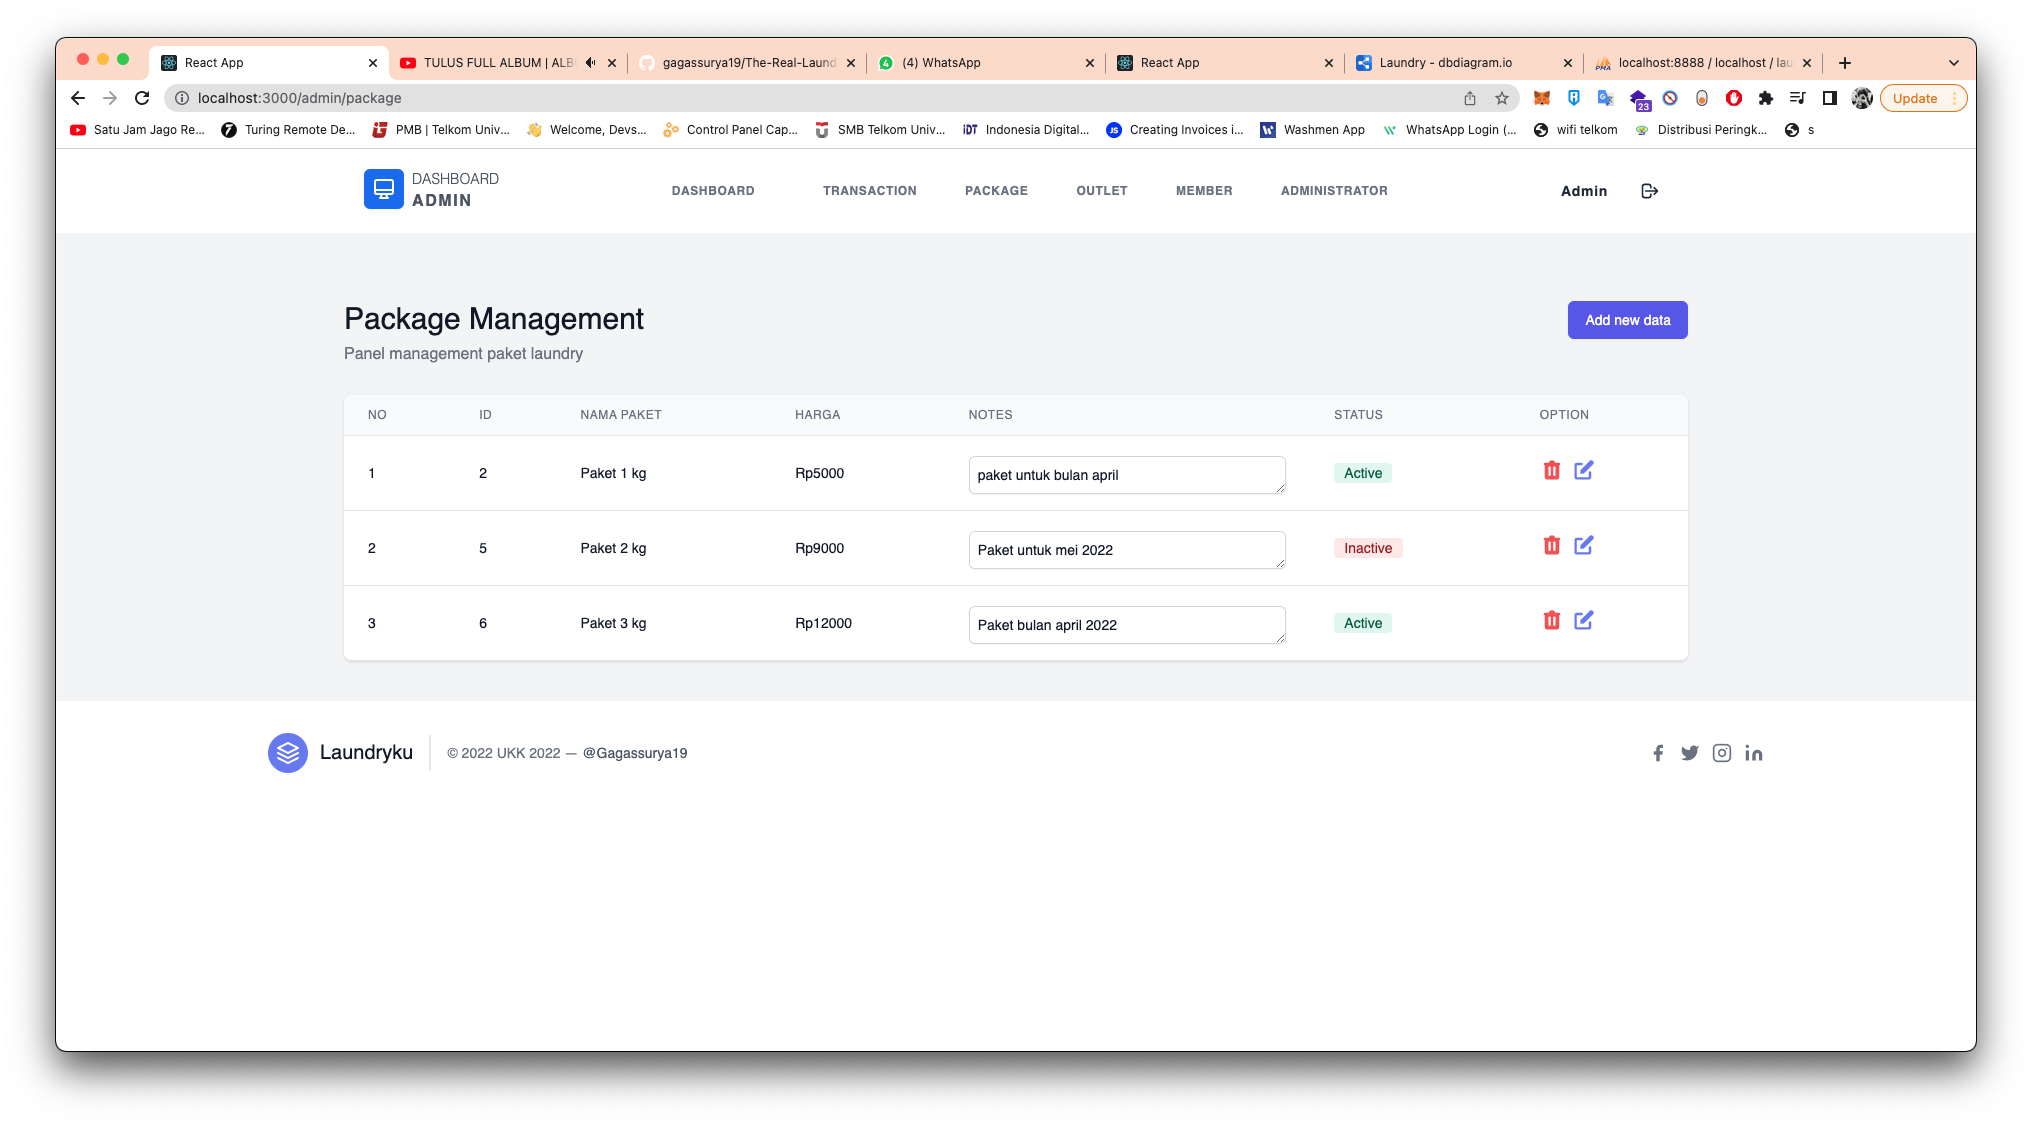 React App
TULUS FULL ALBUM | ALB
gagassurya19/The-Real-Laund
(4) WhatsApp
React App
Laundry - dbdiagram.io
localhost:8888 / localhost / lau
localhost:3000/admin/package
23
Update
Satu Jam Jago Re...
Turing Remote De...
PMB | Telkom Univ...
Welcome, Devs...
Control Panel Cap...
SMB Telkom Univ...
Indonesia Digital...
Creating Invoices i...
Washmen App
WhatsApp Login (...
wifi telkom
Distribusi Peringk...
s
DASHBOARD
ADMIN
DASHBOARD
TRANSACTION
PACKAGE
OUTLET
MEMBER
ADMINISTRATOR
Admin
Package Management
Panel management paket laundry
Add new data
NO ID NAMA PAKET HARGA NOTES STATUS OPTION
1 2 Paket 1 kg Rp5000 paket untuk bulan april Active
2 5 Paket 2 kg Rp9000 Paket untuk mei 2022 Inactive
3 6 Paket 3 kg Rp12000 Paket bulan april 2022 Active
Laundryku
© 2022 UKK 2022 — @Gagassurya19